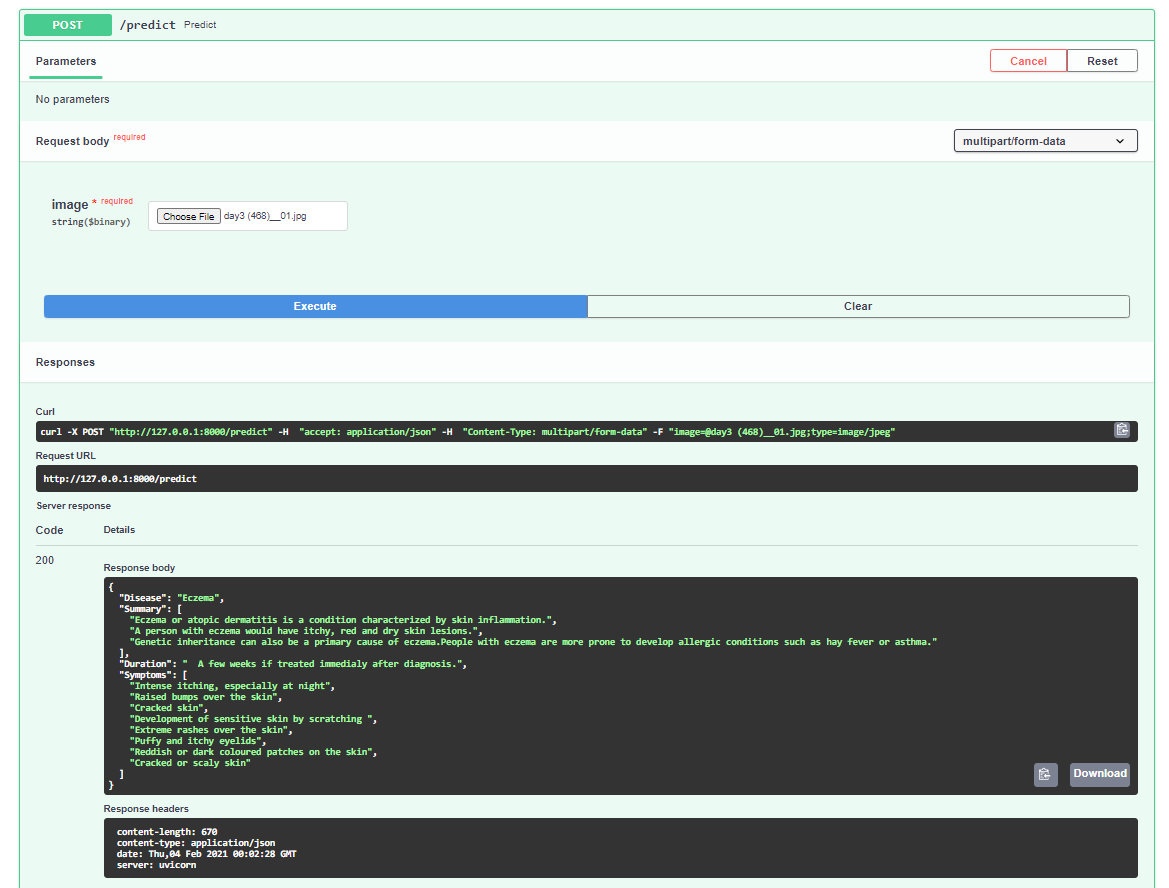 POST /predict Predict
Parameters Cancel Reset
No parameters
Request body required multipart/form-data
image * required
string($binary) Choose File day3 (468)__01.jpg
Execute Clear
Responses
Curl
curl -X POST "http://127.0.0.1:8000/predict" -H  "accept: application/json" -H  "Content-Type: multipart/form-data" -F "image=@day3 (468)__01.jpg;type=image/jpeg"
Request URL
http://127.0.0.1:8000/predict
Server response
Code Details
200
Response body
{
  "Disease": "Eczema",
  "Summary": [
    "Eczema or atopic dermatitis is a condition characterized by skin inflammation.",
    "A person with eczema would have itchy, red and dry skin lesions.",
    "Genetic inheritance can also be a primary cause of eczema.People with eczema are more prone to develop allergic conditions such as hay fever or asthma."
  ],
  "Duration": "  A few weeks if treated immedialy after diagnosis.",
  "Symptoms": [
    "Intense itching, especially at night",
    "Raised bumps over the skin",
    "Cracked skin",
    "Development of sensitive skin by scratching ",
    "Extreme rashes over the skin",
    "Puffy and itchy eyelids",
    "Reddish or dark coloured patches on the skin",
    "Cracked or scaly skin"
  ]
}
Download
Response headers
content-length: 670
content-type: application/json
date: Thu,04 Feb 2021 00:02:28 GMT
server: uvicorn